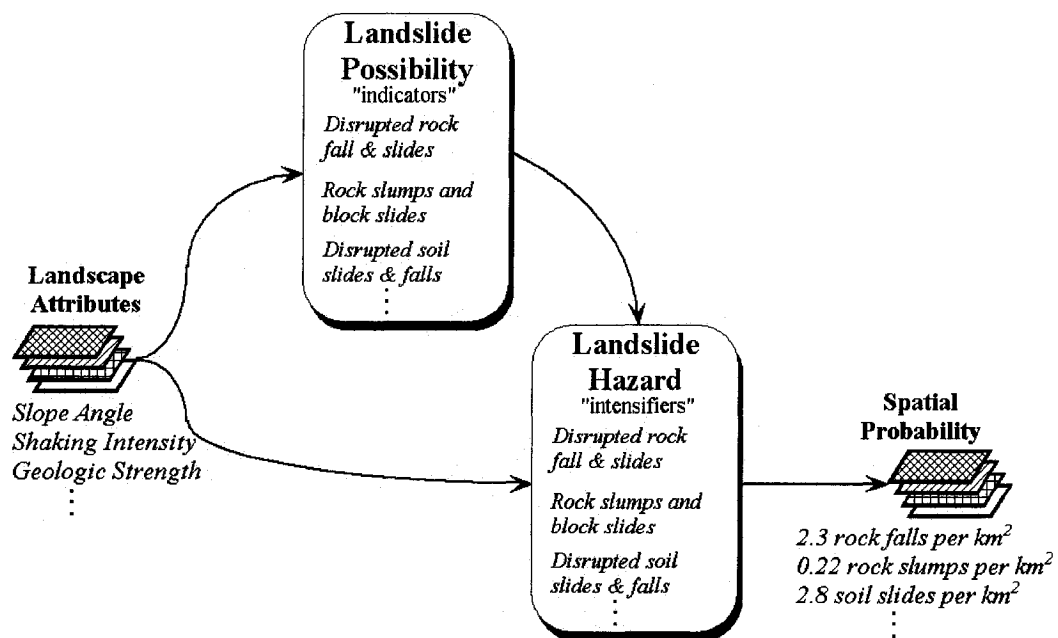 Landslide
Possibility
"indicators"
Disrupted rock
fall & slides
Rock slumps and
block slides
Disrupted soil
slides & falls
Landscape
Attributes
Slope Angle
Shaking Intensity
Geologic Strength
Landslide
Hazard
"intensifiers"
Disrupted rock
fall & slides
Rock slumps and
block slides
Disrupted soil
slides & falls
Spatial
Probability
2.3 rock falls per km²
0.22 rock slumps per km²
2.8 soil slides per km²